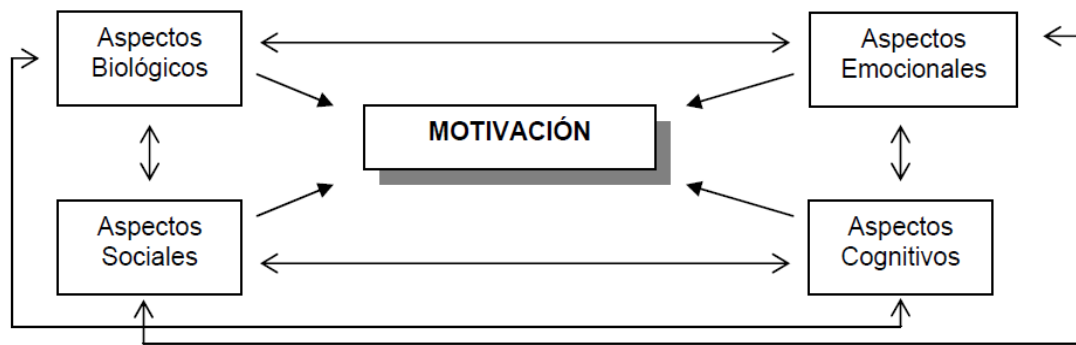 Aspectos
Biológicos
Aspectos
Emocionales
MOTIVACIÓN
Aspectos
Sociales
Aspectos
Cognitivos